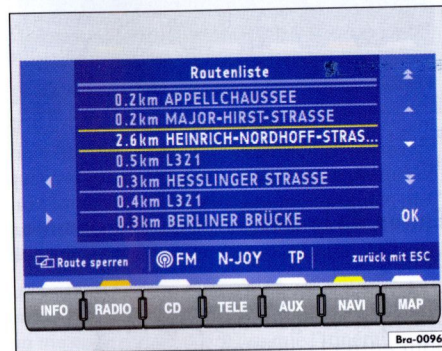 Routenliste
0.2km APPELLCHAUSSEE
0.2km MAJOR-HIRST-STRASSE
2.6km HEINRICH-NORDHOFF-STRAS...
0.5km L321
0.3km HESSLINGER STRASSE
0.4km L321
0.3km BERLINER BRÜCKE
OK
Route sperren FM N-JOY TP zurück mit ESC
INFO RADIO CD TELE AUX NAVI MAP
Bra-0096